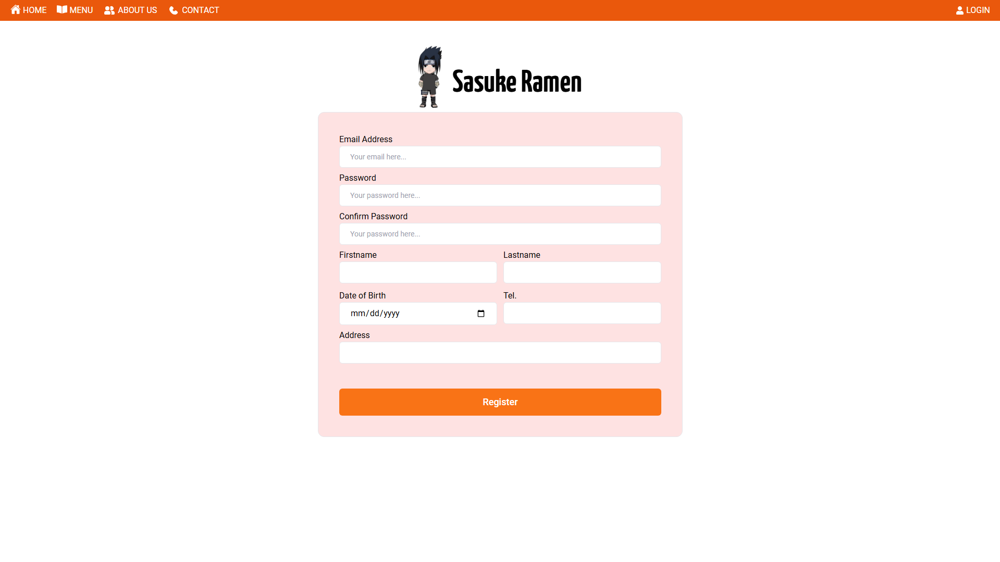 HOME MENU ABOUT US CONTACT LOGIN
Sasuke Ramen
Email Address
Your email here...
Password
Your password here...
Confirm Password
Your password here...
Firstname Lastname
Date of Birth Tel.
mm/dd/yyyy
Address
Register